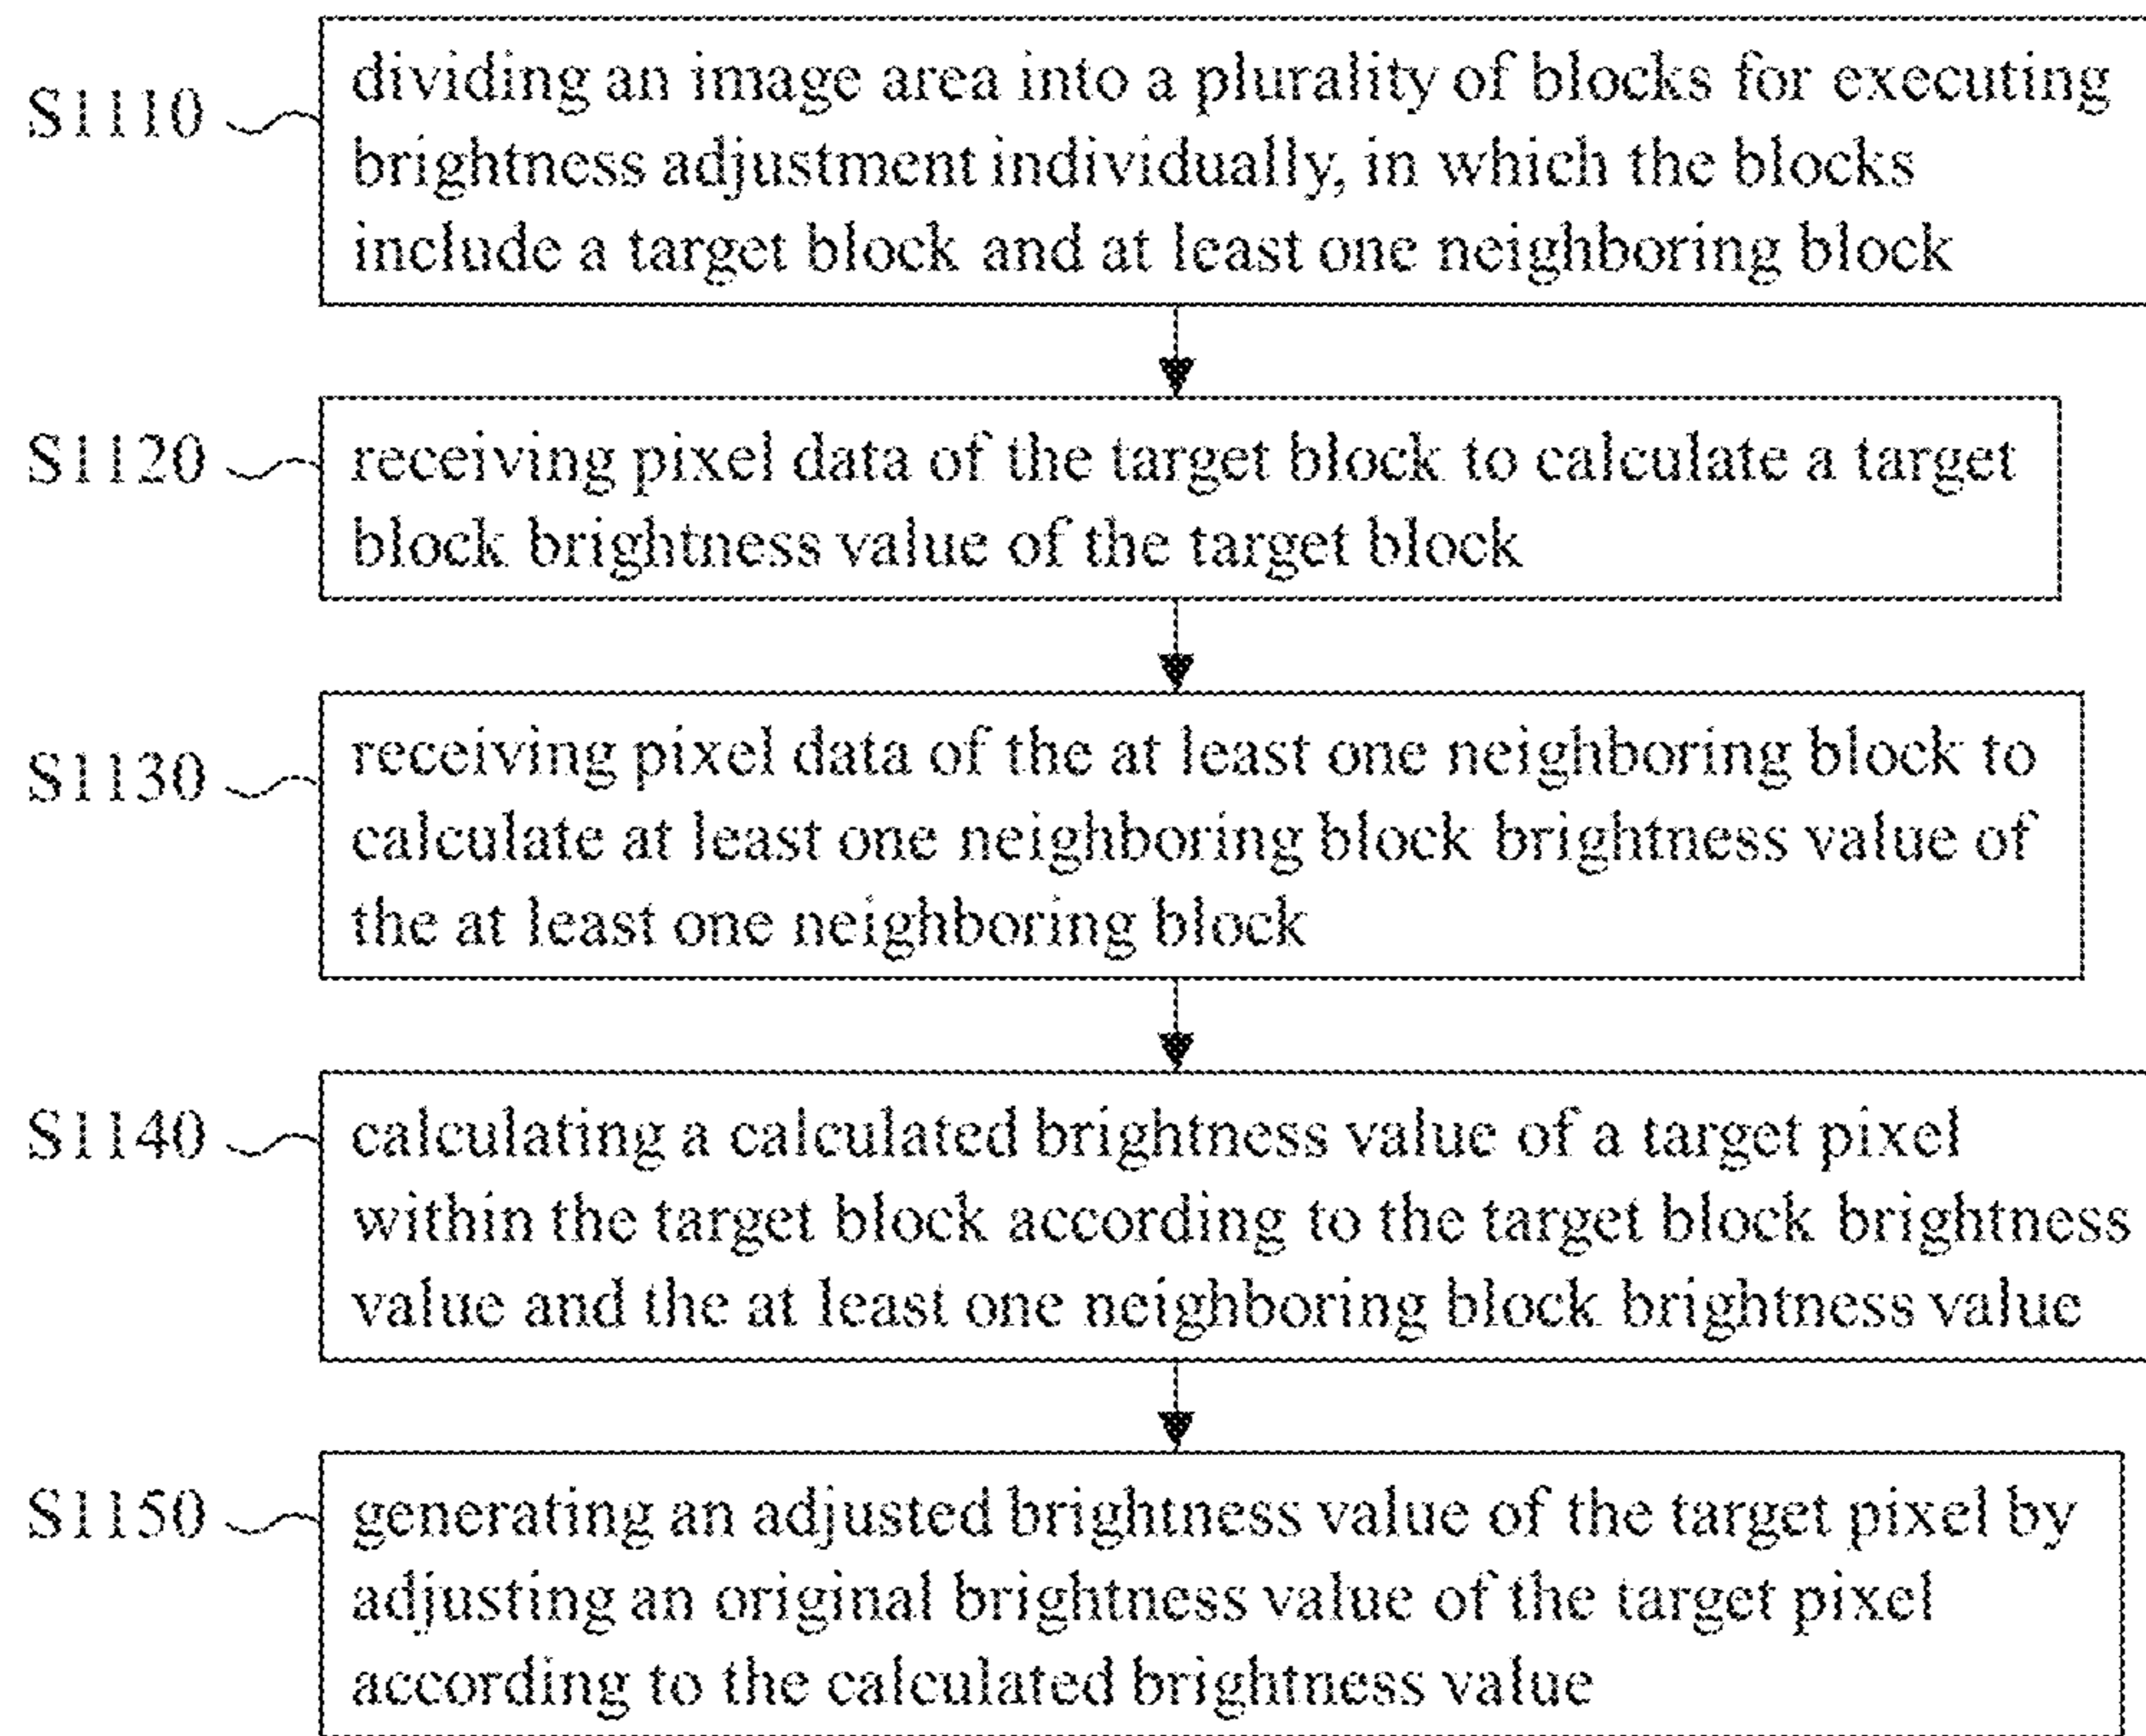 S1110
dividing an image area into a plurality of blocks for executing
brightness adjustment individually, in which the blocks
include a target block and at least one neighboring block
S1120
receiving pixel data of the target block to calculate a target
block brightness value of the target block
S1130
receiving pixel data of the at least one neighboring block to
calculate at least one neighboring block brightness value of
the at least one neighboring block
S1140
calculating a calculated brightness value of a target pixel
within the target block according to the target block brightness
value and the at least one neighboring block brightness value
S1150
generating an adjusted brightness value of the target pixel by
adjusting an original brightness value of the target pixel
according to the calculated brightness value